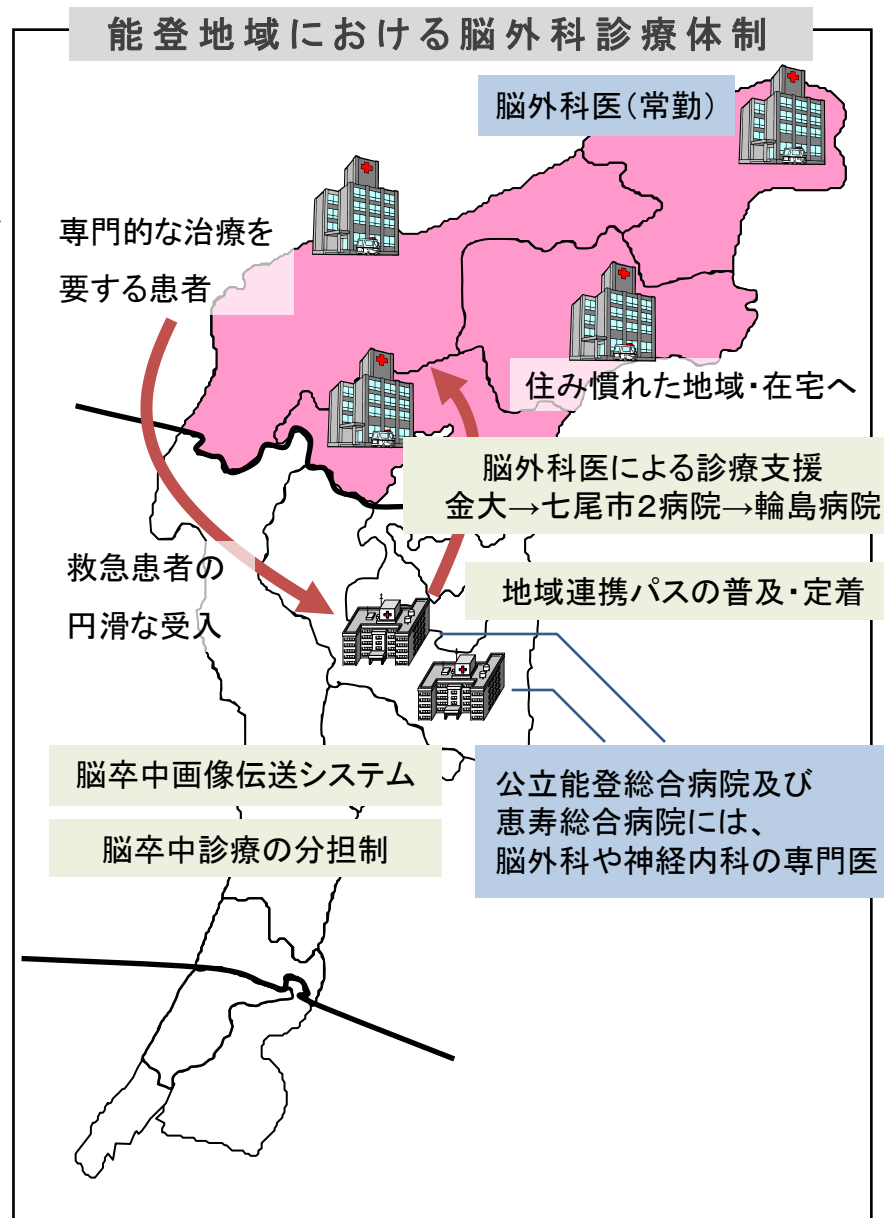 能登地域における脳外科診療体制
脳外科医（常勤）
専門的な治療を
要する患者
住み慣れた地域・在宅へ
脳外科医による診療支援
金大→七尾市２病院→輪島病院
救急患者の
円滑な受入
地域連携パスの普及・定着
脳卒中画像伝送システム
脳卒中診療の分担制
公立能登総合病院及び
恵寿総合病院には、
脳外科や神経内科の専門医